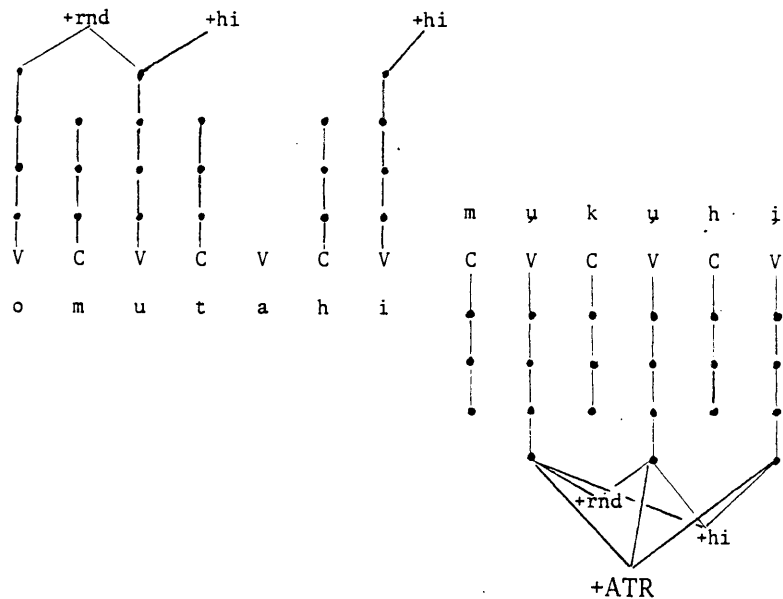 +rnd +hi +hi
V C V C V C V
o m u t a h i
m ụ k ụ h ị
C V C V C V
+rnd
+hi
+ATR